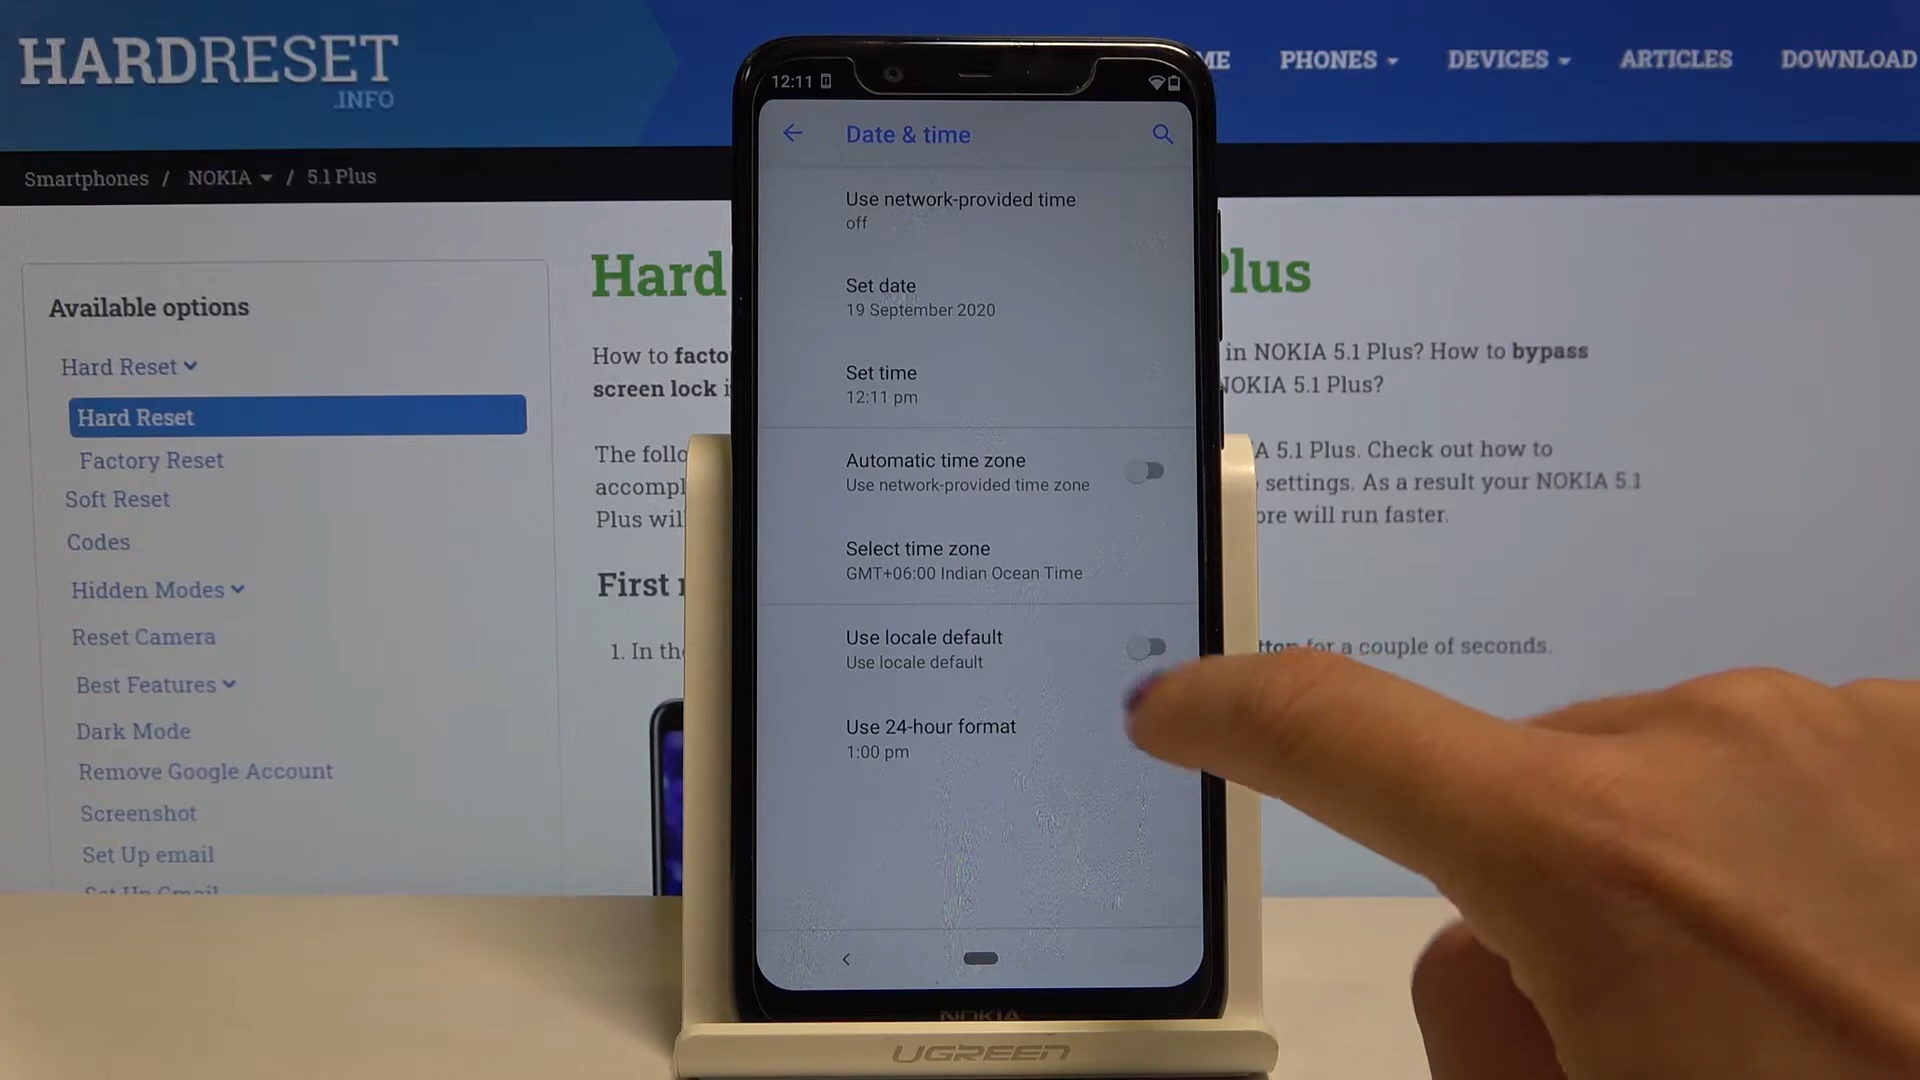 HARDRESET
.INFO
ME PHONES DEVICES ARTICLES DOWNLOAD
Smartphones / NOKIA / 5.1 Plus
Available options
Hard Reset
Hard Reset
Factory Reset
Soft Reset
Codes
Hidden Modes
Reset Camera
Best Features
Dark Mode
Remove Google Account
Screenshot
Set Up email
Set Up Gmail
Hard Plus
How to facto in NOKIA 5.1 Plus? How to bypass
screen lock i NOKIA 5.1 Plus?
The follo A 5.1 Plus. Check out how to
accompl settings. As a result your NOKIA 5.1
Plus wil ore will run faster.
First
1. In the tton for a couple of seconds.
12:11
Date & time
Use network-provided time
off
Set date
19 September 2020
Set time
12:11 pm
Automatic time zone
Use network-provided time zone
Select time zone
GMT+06:00 Indian Ocean Time
Use locale default
Use locale default
Use 24-hour format
1:00 pm
NOKIA
UGREEN